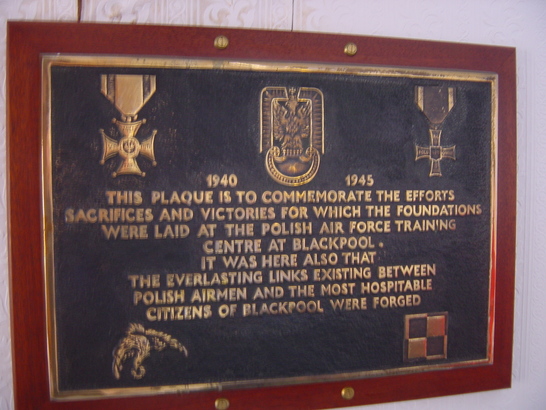 1940 1945
THIS PLAQUE IS TO COMMEMORATE THE EFFORTS
SACRIFICES AND VICTORIES FOR WHICH THE FOUNDATIONS
WERE LAID AT THE POLISH AIR FORCE TRAINING
CENTRE AT BLACKPOOL.
IT WAS HERE ALSO THAT
THE EVERLASTING LINKS EXISTING BETWEEN
POLISH AIRMEN AND THE MOST HOSPITABLE
CITIZENS OF BLACKPOOL WERE FORGED